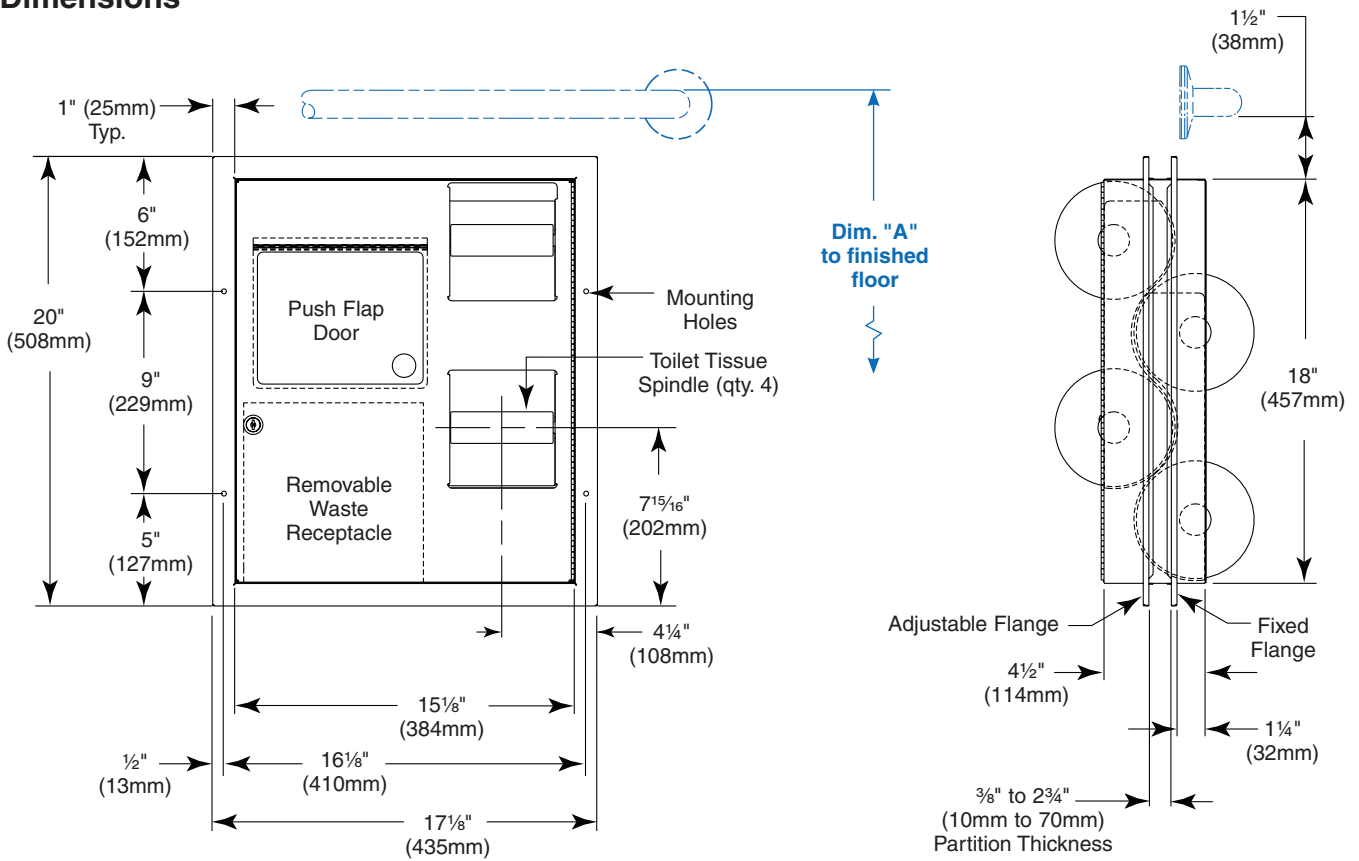 Dimensions
1" (25mm)
Typ.
1½"
(38mm)
6"
(152mm)
20"
(508mm)
9"
(229mm)
5"
(127mm)
Push Flap
Door
Removable
Waste
Receptacle
Mounting
Holes
Toilet Tissue
Spindle (qty. 4)
7¹⁵⁄₁₆"
(202mm)
4¼"
(108mm)
15⅛"
(384mm)
½"
(13mm)
16⅛"
(410mm)
17⅛"
(435mm)
Dim. "A"
to finished
floor
18"
(457mm)
Adjustable Flange
Fixed
Flange
4½"
(114mm)
1¼"
(32mm)
⅜" to 2¾"
(10mm to 70mm)
Partition Thickness